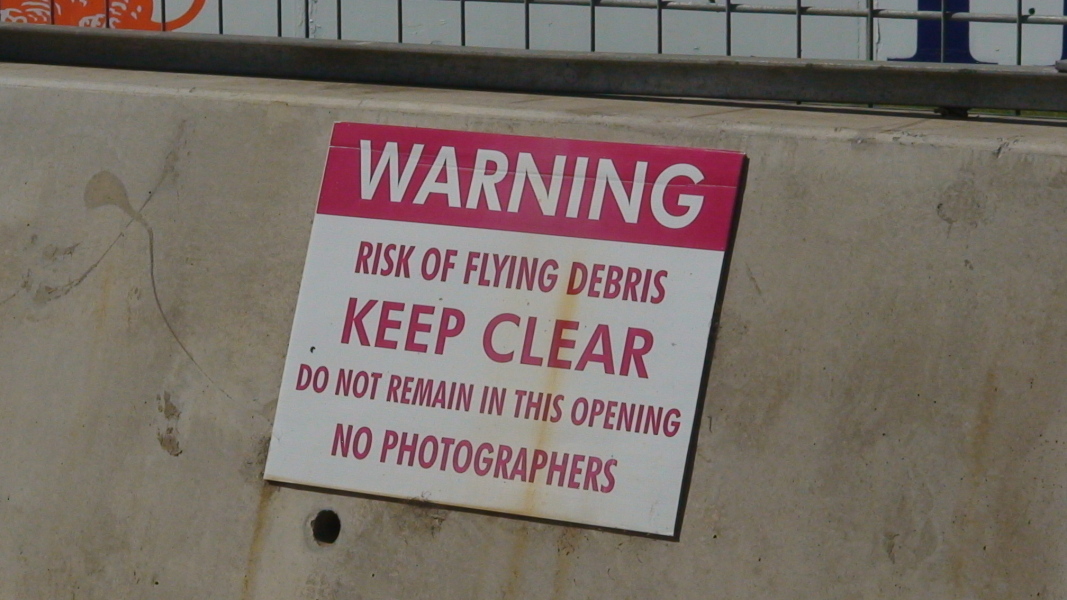 WARNING
RISK OF FLYING DEBRIS
KEEP CLEAR
DO NOT REMAIN IN THIS OPENING
NO PHOTOGRAPHERS